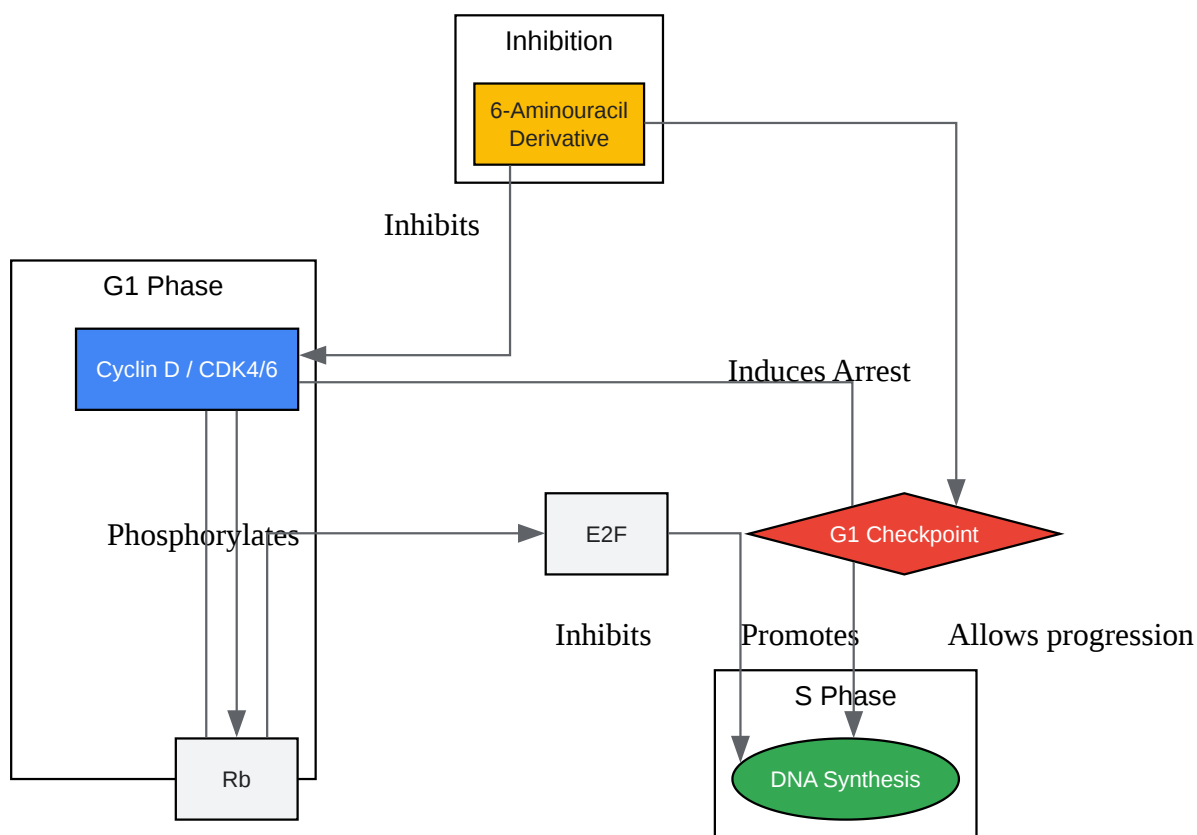 Inhibition
6-Aminouracil
Derivative
Inhibits
G1 Phase
Cyclin D / CDK4/6
Induces Arrest
Phosphorylates
E2F
G1 Checkpoint
Inhibits
Promotes
Allows progression
S Phase
Rb
DNA Synthesis